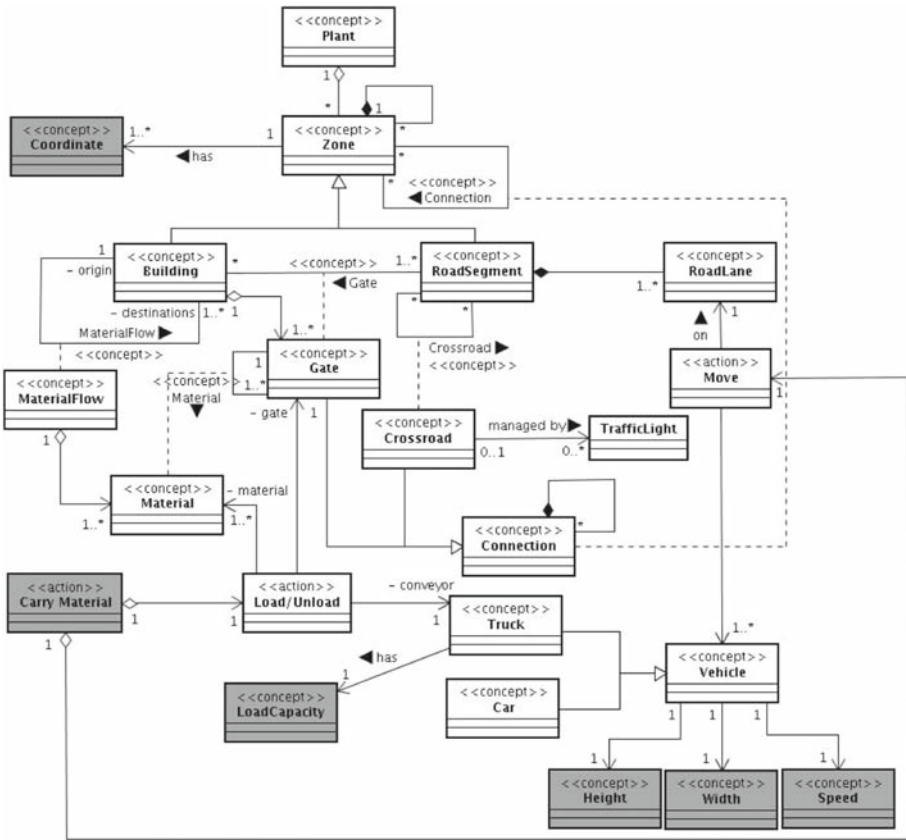 <<concept>>
Plant
1
*
1
<<concept>>
Coordinate
1..*
1
◀ has
<<concept>>
Zone
*
*
*
<<concept>>
◀ Connection
1
- origin
<<concept>>
Building
*
<<concept>>
◀ Gate
1..*
<<concept>>
RoadSegment
1..*
<<concept>>
RoadLane
- destinations
1..*
1
MaterialFlow ▶
<<concept>>
*
*
1
▲
on
1..*
<<concept>>
Gate
Crossroad ▶
<<concept>>
<<action>>
Move
1
<<concept>>
MaterialFlow
<<concept>>
Material
▼
1
1..*
- gate
1
<<concept>>
Crossroad
managed by ▶
0..1
0..*
TrafficLight
1
<<concept>>
Material
- material
1..*
1..*
<<concept>>
Connection
*
<<action>>
Carry Material
1
1
<<action>>
Load/Unload
1
- conveyor
1
<<concept>>
Truck
1..*
<<concept>>
Vehicle
◀ has
1
<<concept>>
LoadCapacity
<<concept>>
Car
1
1
1
1
1
1
<<concept>>
Height
<<concept>>
Width
<<concept>>
Speed